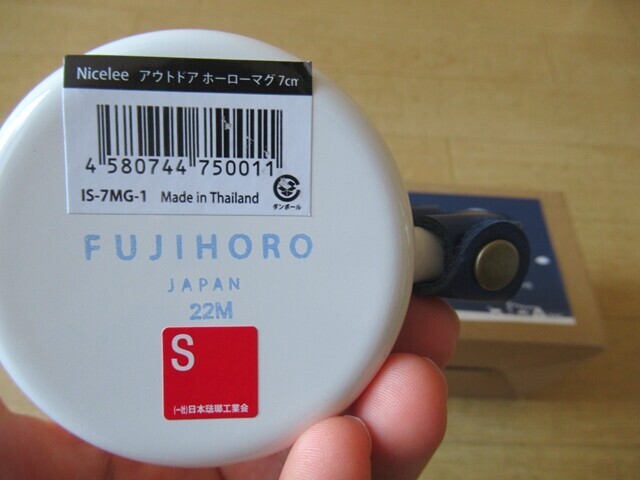 Nicelee アウトドア ホーローマグ 7cm
4 580744 750011
IS-7MG-1 Made in Thailand
ダンボール
FUJIHORO
JAPAN
22M
S
(一社)日本琺瑯工業会